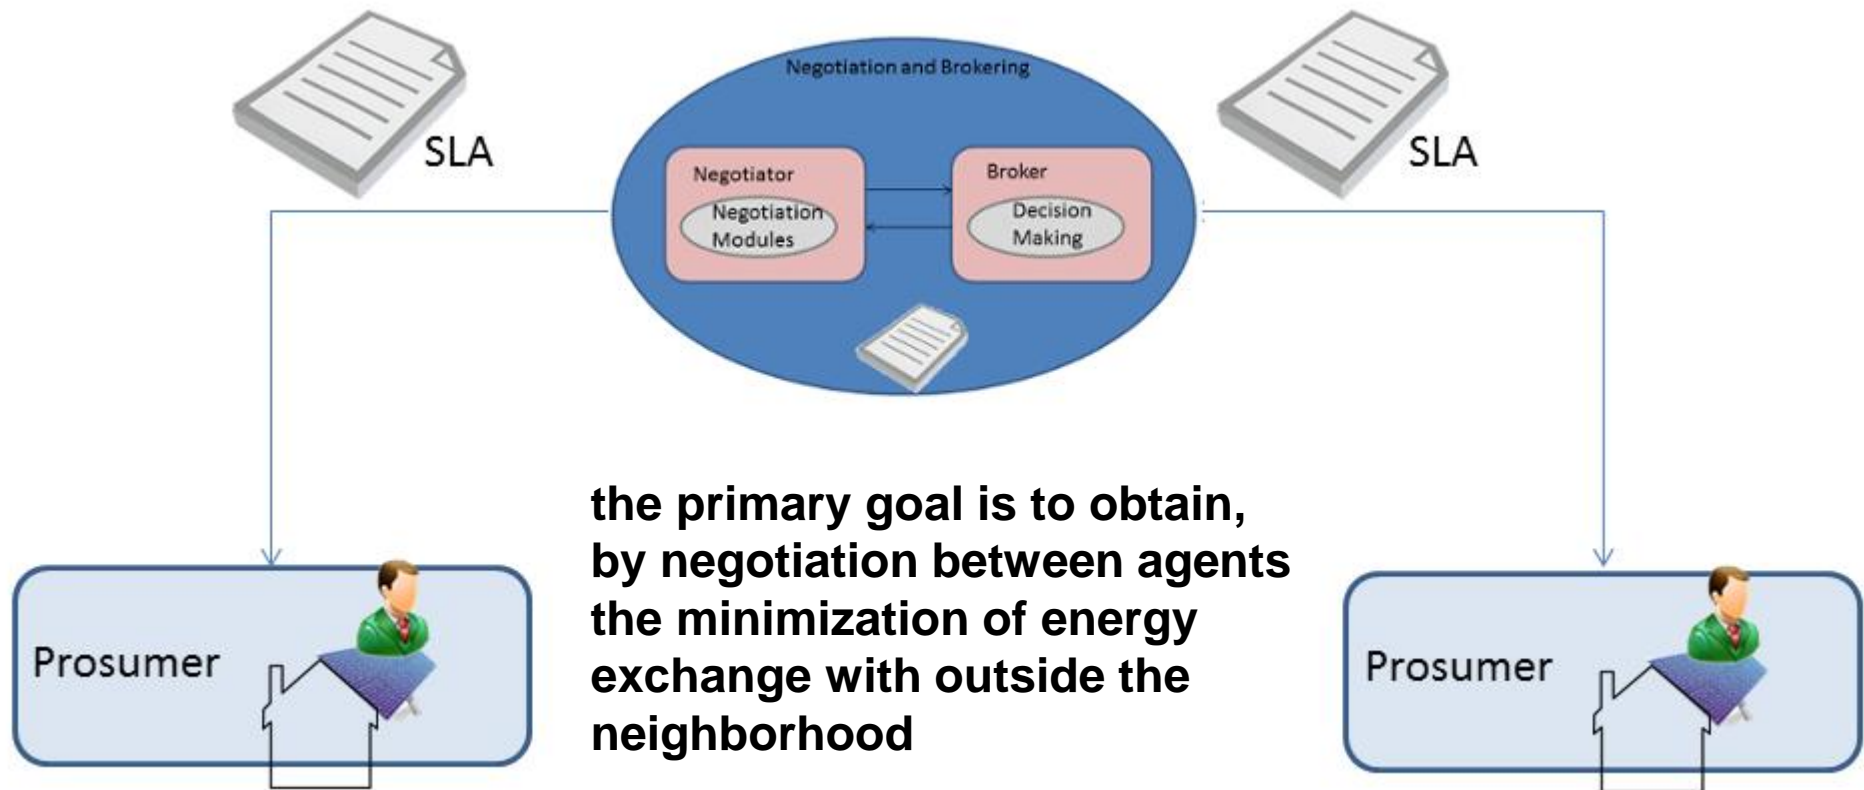 Negotiation and Brokering
SLA
SLA
Negotiator
Negotiation
Modules
Broker
Decision
Making
the primary goal is to obtain,
by negotiation between agents
the minimization of energy
exchange with outside the
neighborhood
Prosumer
Prosumer